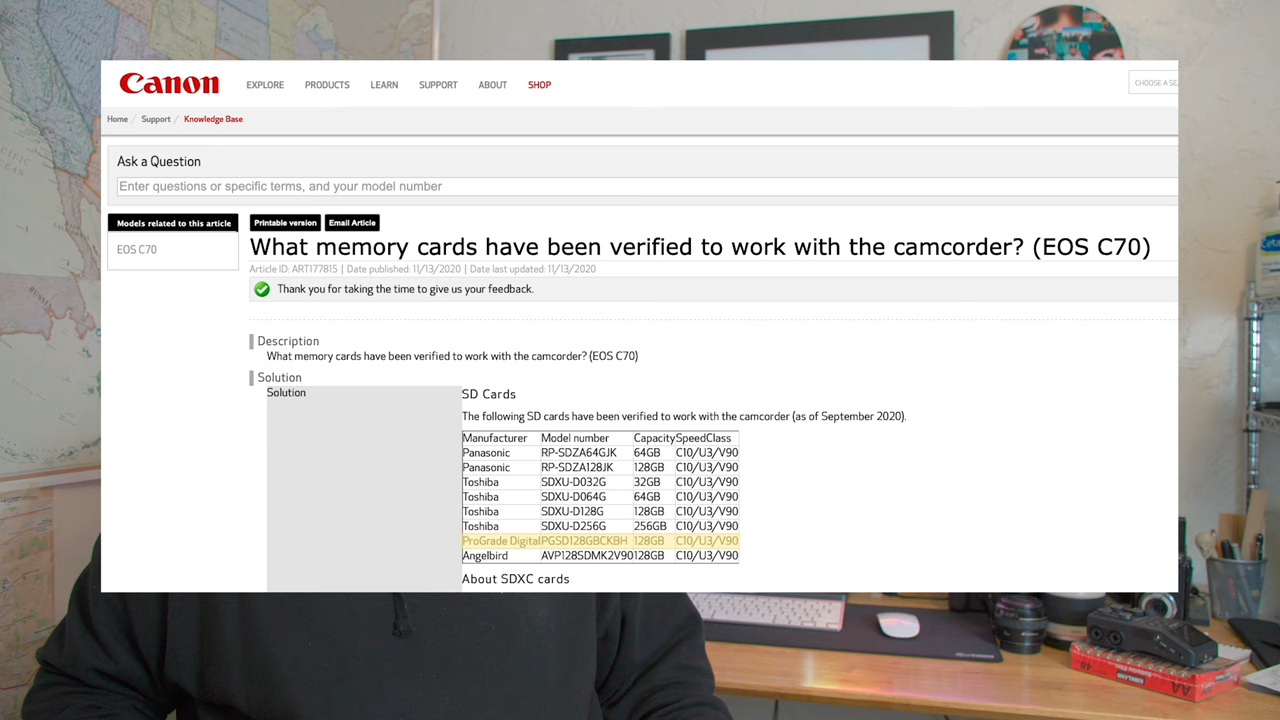 Canon EXPLORE PRODUCTS LEARN SUPPORT ABOUT SHOP CHOOSE A
Home / Support / Knowledge Base
Ask a Question
Enter questions or specific terms, and your model number
Models related to this article
EOS C70
Printable version Email Article
What memory cards have been verified to work with the camcorder? (EOS C70)
Article ID: ART177815 | Date published: 11/13/2020 | Date last updated: 11/13/2020
Thank you for taking the time to give us your feedback.
Description
What memory cards have been verified to work with the camcorder? (EOS C70)
Solution
Solution
SD Cards
The following SD cards have been verified to work with the camcorder (as of September 2020).
Manufacturer Model number Capacity SpeedClass
Panasonic RP-SDZA64GJK 64GB C10/U3/V90
Panasonic RP-SDZA128JK 128GB C10/U3/V90
Toshiba SDXU-D032G 32GB C10/U3/V90
Toshiba SDXU-D064G 64GB C10/U3/V90
Toshiba SDXU-D128G 128GB C10/U3/V90
Toshiba SDXU-D256G 256GB C10/U3/V90
ProGrade Digital PGSD128GBCKBH 128GB C10/U3/V90
Angelbird AVP128SDMK2V90 128GB C10/U3/V90
About SDXC cards
PACIFIC
RUSSIA
KIRKLAND
AA
48